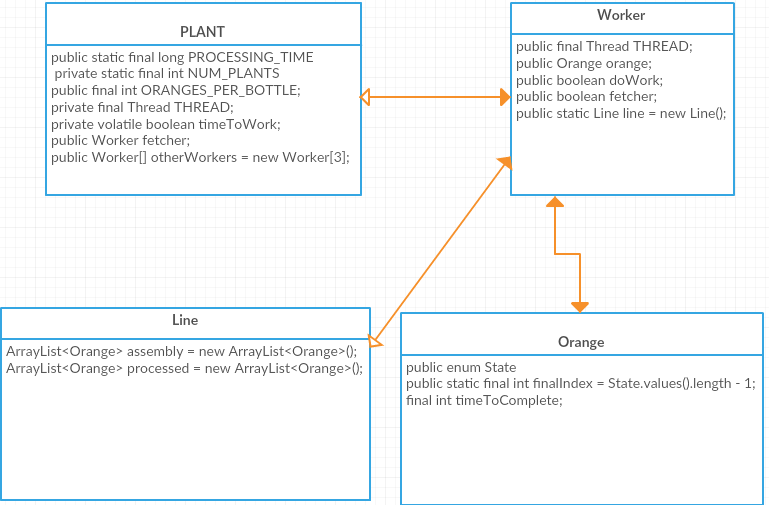 PLANT
public static final long PROCESSING_TIME
private static final int NUM_PLANTS
public final int ORANGES_PER_BOTTLE;
private final Thread THREAD;
private volatile boolean timeToWork;
public Worker fetcher;
public Worker[] otherWorkers = new Worker[3];
Worker
public final Thread THREAD;
public Orange orange;
public boolean doWork;
public boolean fetcher;
public static Line line = new Line();
Line
ArrayList<Orange> assembly = new ArrayList<Orange>();
ArrayList<Orange> processed = new ArrayList<Orange>();
Orange
public enum State
public static final int finalIndex = State.values().length - 1;
final int timeToComplete;